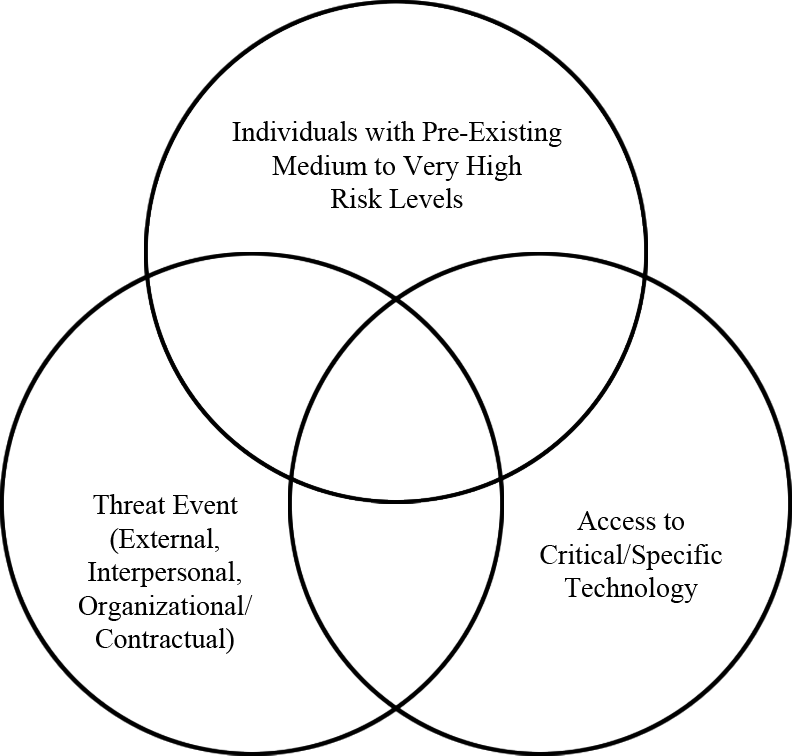 Individuals with Pre-Existing
Medium to Very High
Risk Levels
Threat Event
(External,
Interpersonal,
Organizational/
Contractual)
Access to
Critical/Specific
Technology